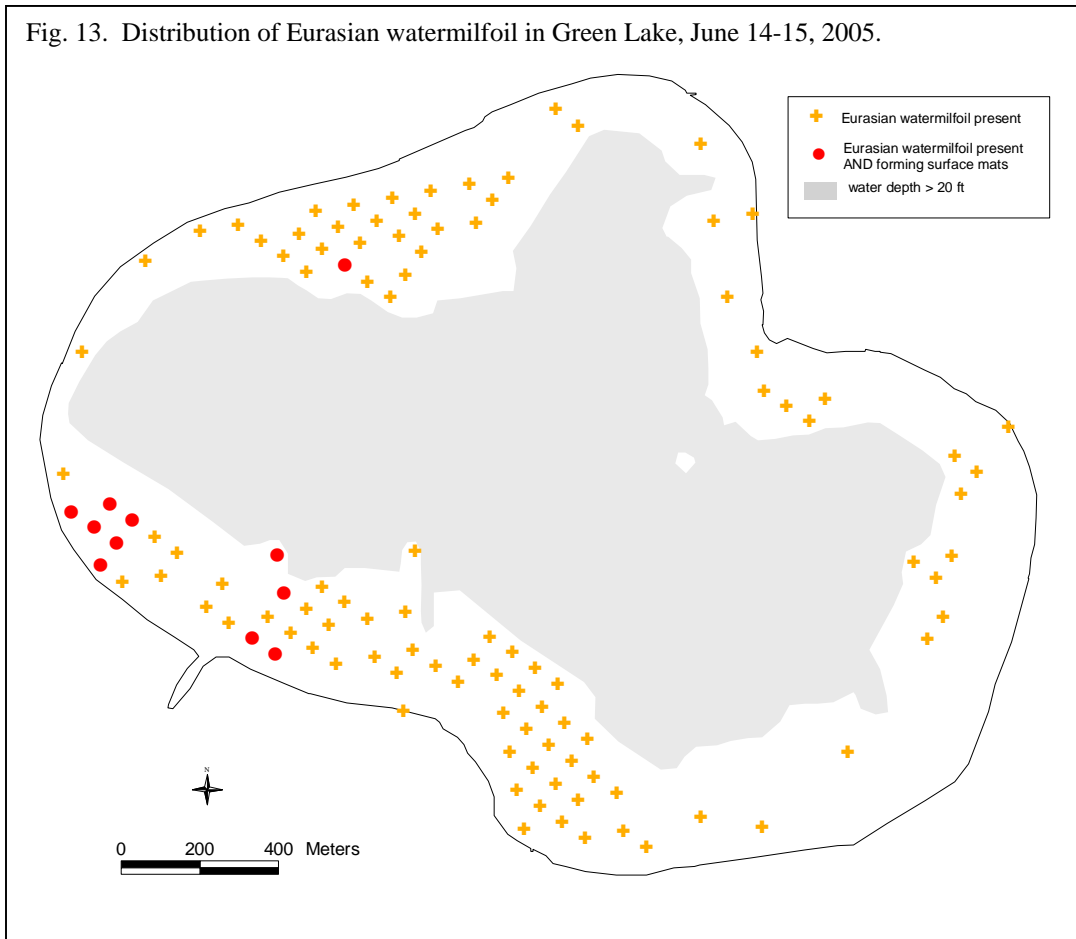 Fig. 13. Distribution of Eurasian watermilfoil in Green Lake, June 14-15, 2005.
Eurasian watermilfoil present
Eurasian watermilfoil present
AND forming surface mats
water depth > 20 ft
N
0 200 400 Meters